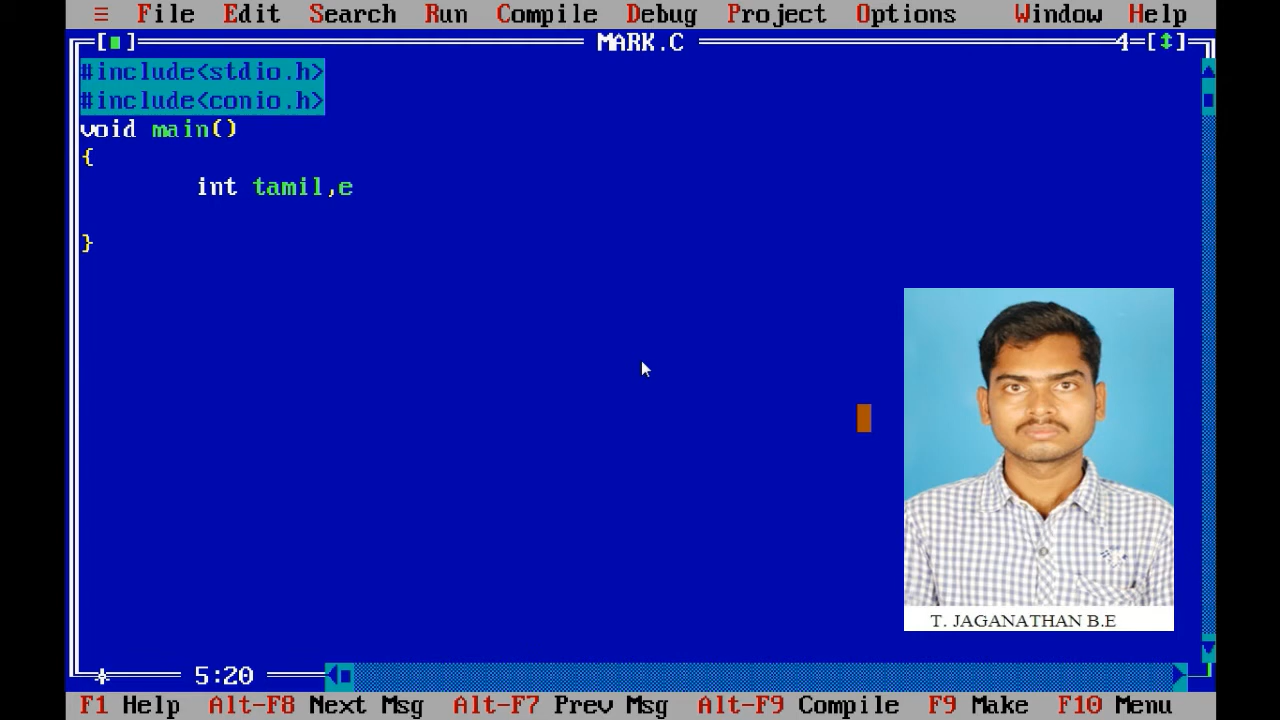 ≡ File Edit Search Run Compile Debug Project Options Window Help
[■] MARK.C 4=[↕]
#include<stdio.h>
#include<conio.h>
void main()
{
int tamil,e
}
T. JAGANATHAN B.E
* 5:20
F1 Help Alt-F8 Next Msg Alt-F7 Prev Msg Alt-F9 Compile F9 Make F10 Menu